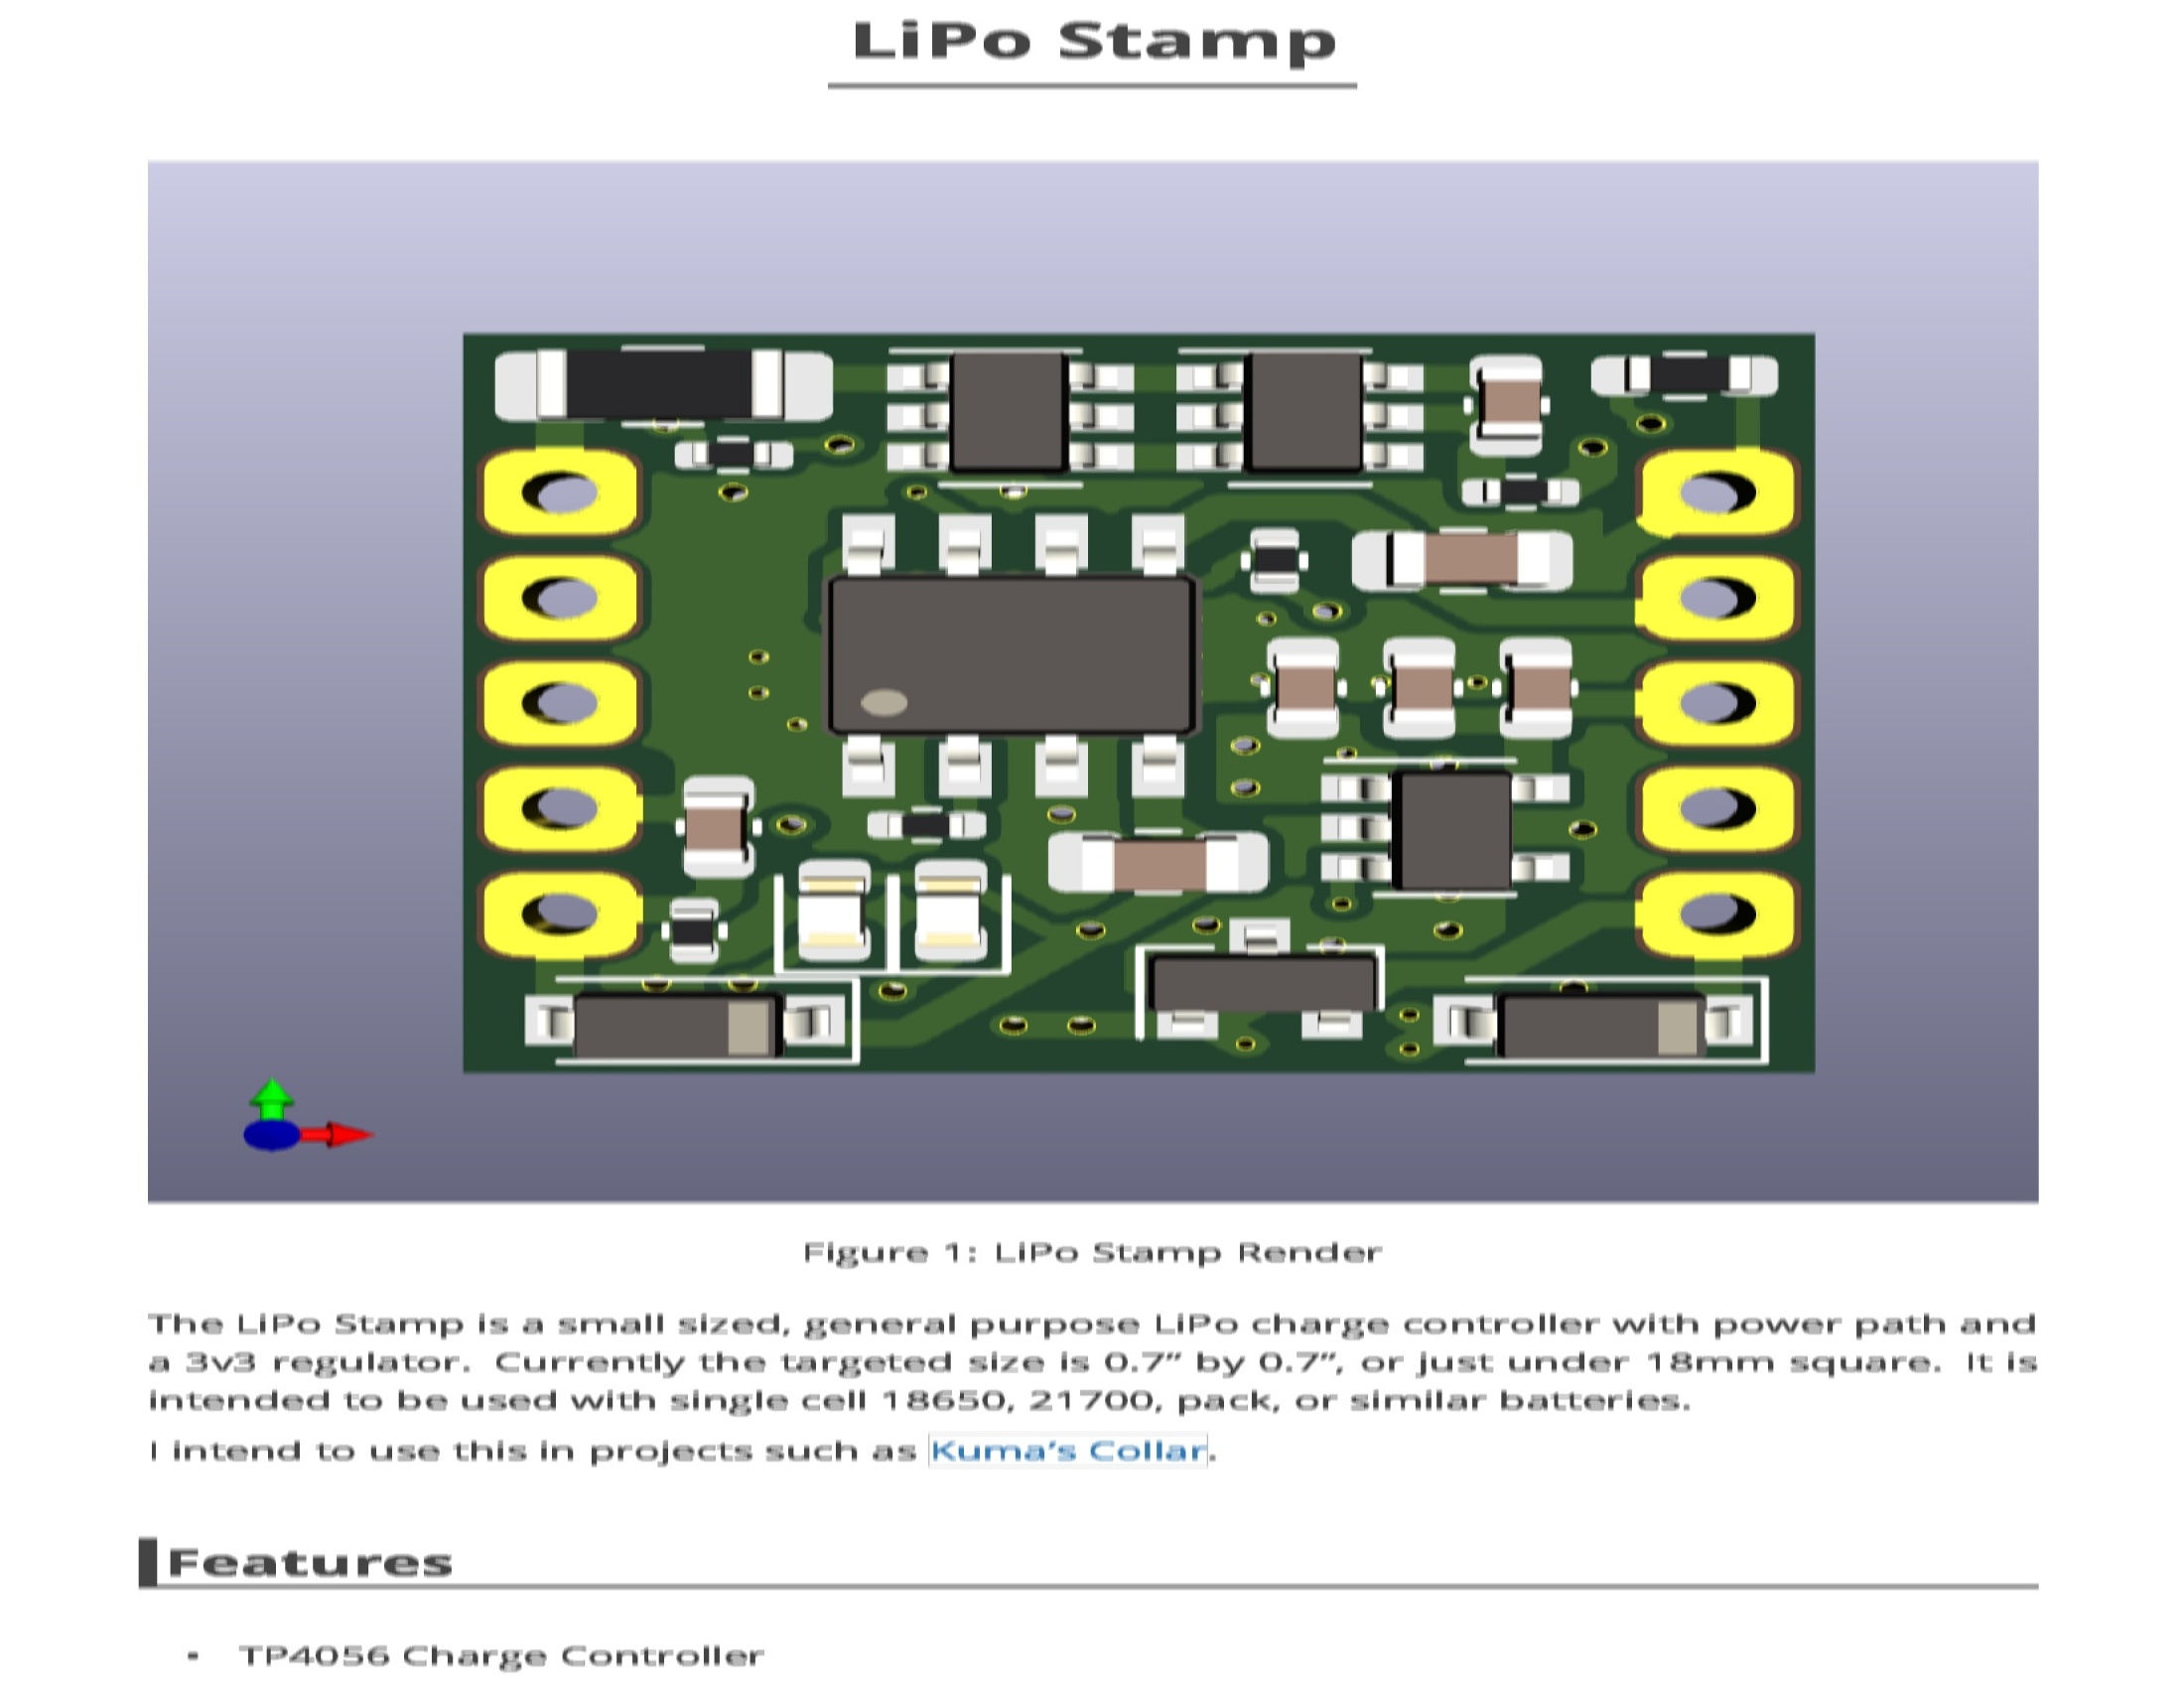 LiPo Stamp
Figure 1: LiPo Stamp Render
The LiPo Stamp is a small sized, general purpose LiPo charge controller with power path and
a 3v3 regulator. Currently the targeted size is 0.7” by 0.7”, or just under 18mm square. It is
intended to be used with single cell 18650, 21700, pack, or similar batteries.
I intend to use this in projects such as Kuma’s Collar.
Features
• TP4056 Charge Controller